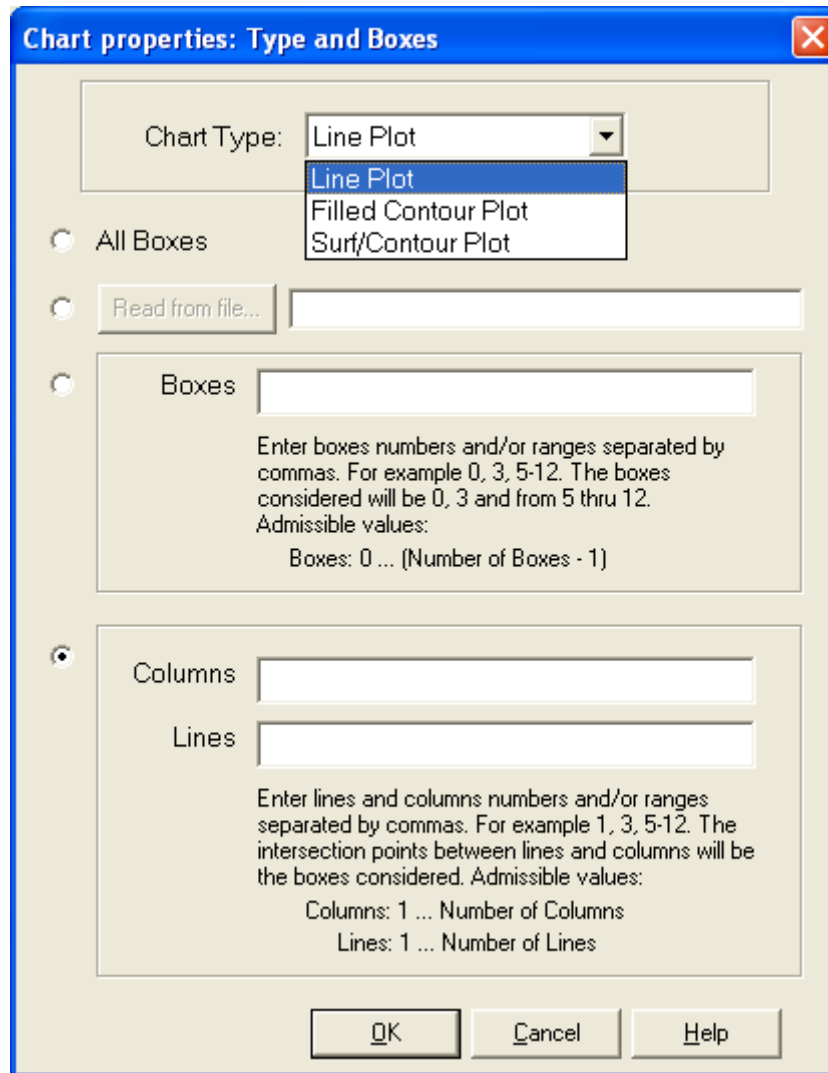 Chart properties: Type and Boxes
Chart Type: Line Plot
Line Plot
Filled Contour Plot
Surf/Contour Plot
All Boxes
Read from file...
Boxes
Enter boxes numbers and/or ranges separated by
commas. For example 0, 3, 5-12. The boxes
considered will be 0, 3 and from 5 thru 12.
Admissible values:
Boxes: 0 ... (Number of Boxes - 1)
Columns
Lines
Enter lines and columns numbers and/or ranges
separated by commas. For example 1, 3, 5-12. The
intersection points between lines and columns will be
the boxes considered. Admissible values:
Columns: 1 ... Number of Columns
Lines: 1 ... Number of Lines
OK Cancel Help